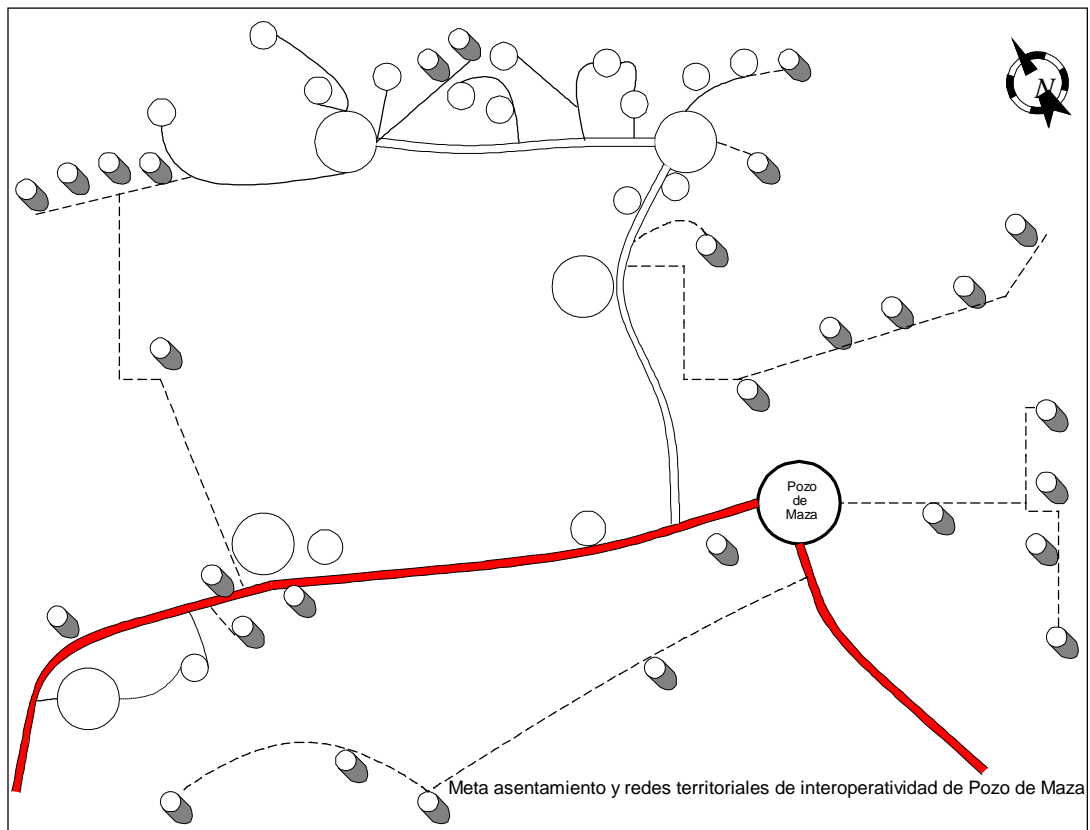 N
Pozo
de
Maza
Meta asentamiento y redes territoriales de interoperatividad de Pozo de Maza